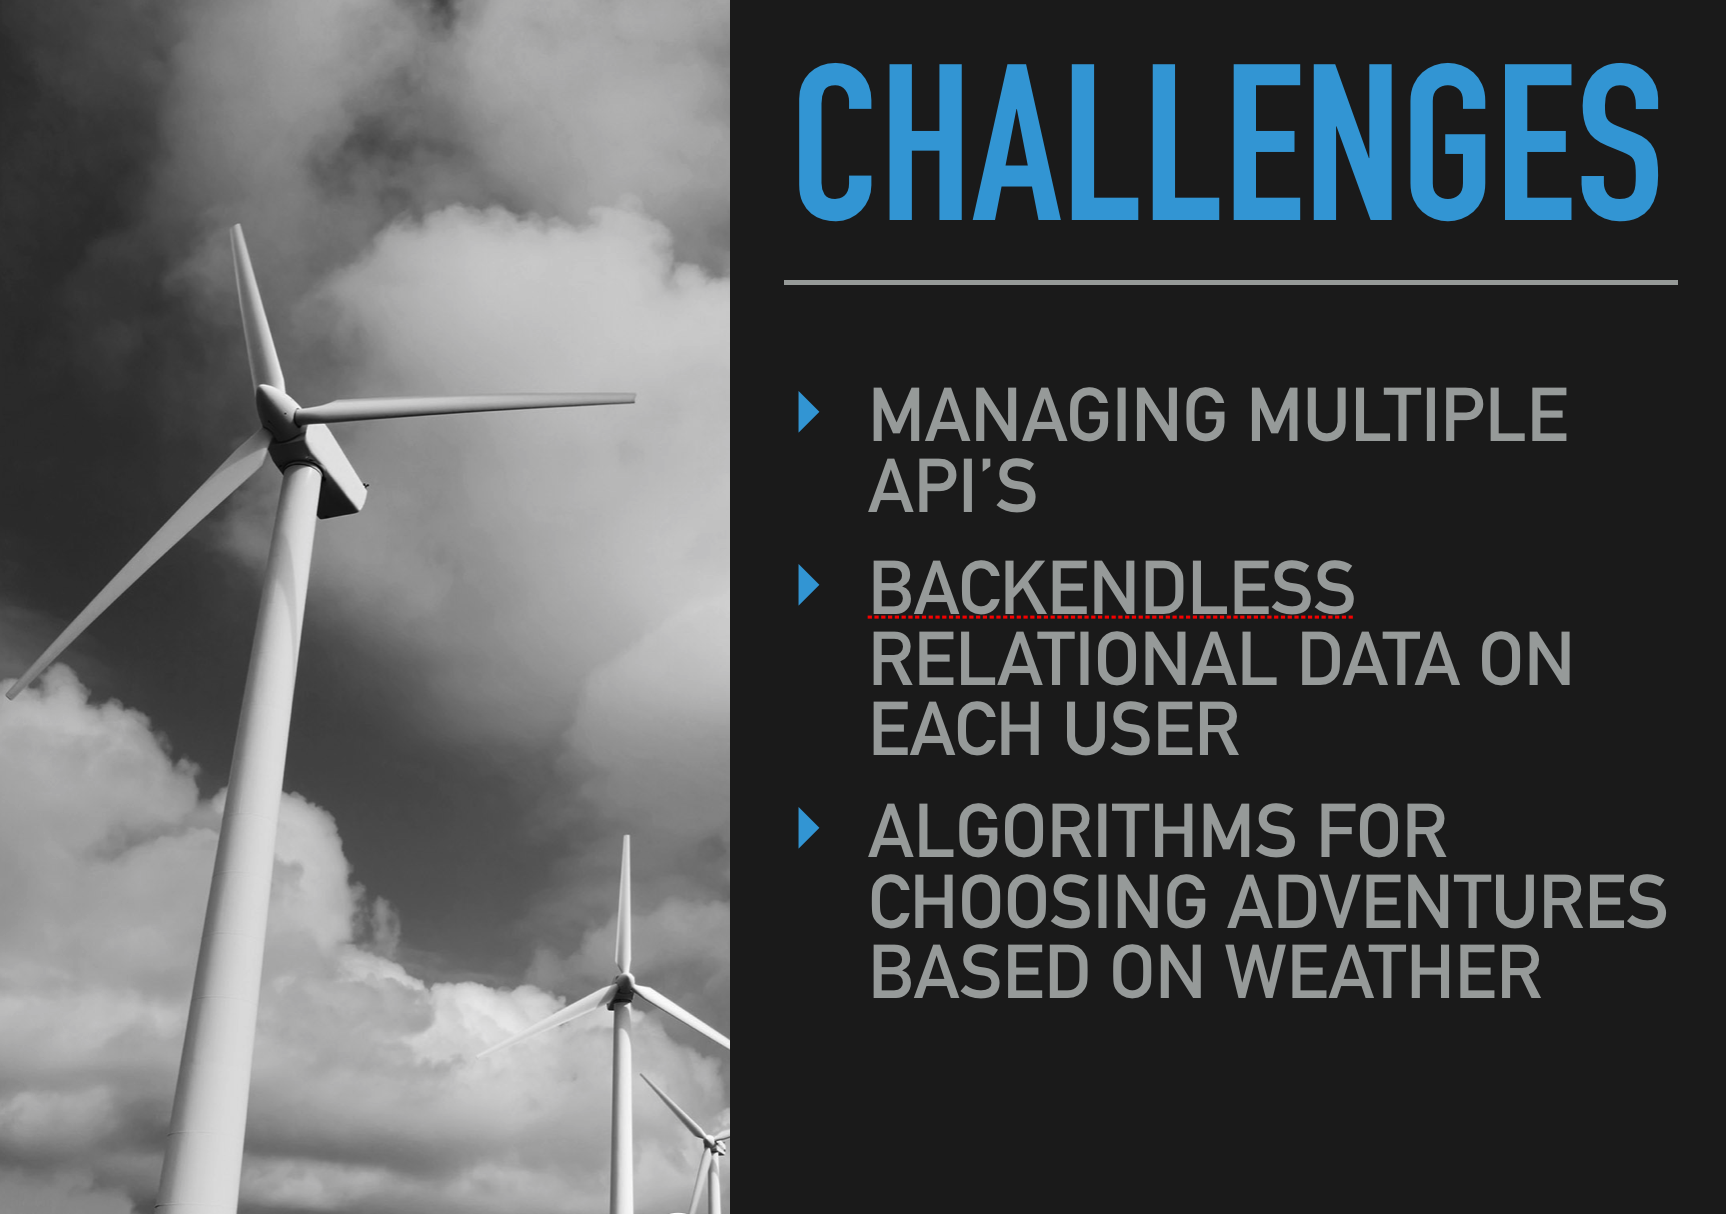 CHALLENGES
MANAGING MULTIPLE
API’S
BACKENDLESS
RELATIONAL DATA ON
EACH USER
ALGORITHMS FOR
CHOOSING ADVENTURES
BASED ON WEATHER